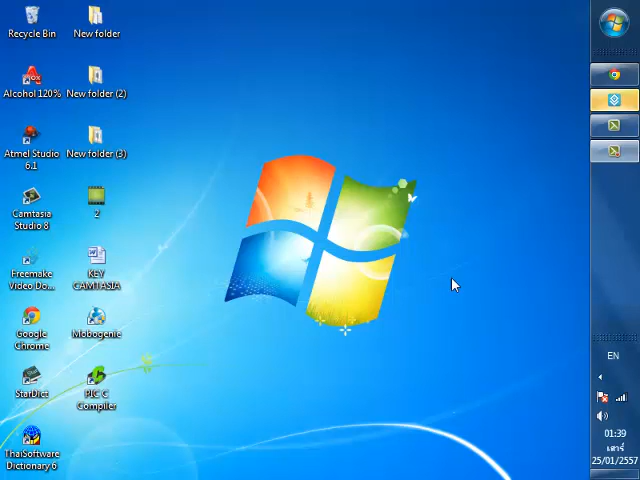 Recycle Bin
New folder
Alcohol 120%
New folder (2)
Atmel Studio
6.1
New folder (3)
Camtasia
Studio 8
2
Freemake
Video Do...
KEY
CAMTASIA
Google
Chrome
Mobogenie
StarDict
PIC C
Compiler
ThaiSoftware
Dictionary 6
EN
01:39
เสาร์
25/01/2557